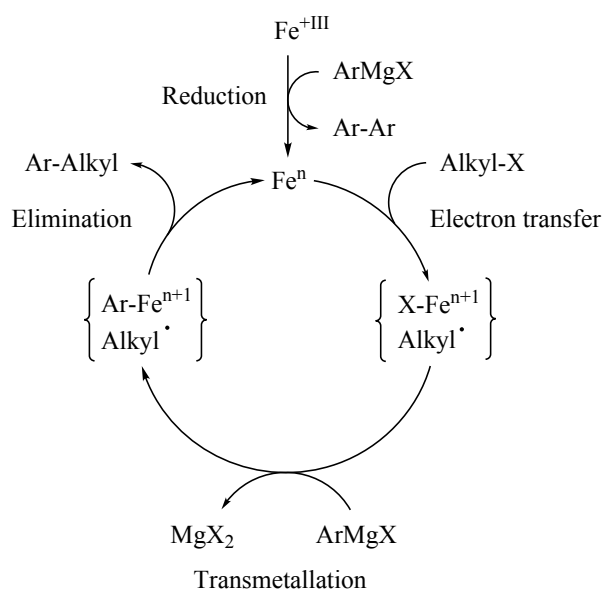 Fe+III
ArMgX
Reduction
Ar-Ar
Ar-Alkyl
Feⁿ
Alkyl-X
Elimination
Electron transfer
Ar-Feⁿ⁺¹
Alkyl·
X-Feⁿ⁺¹
Alkyl·
MgX₂
ArMgX
Transmetallation